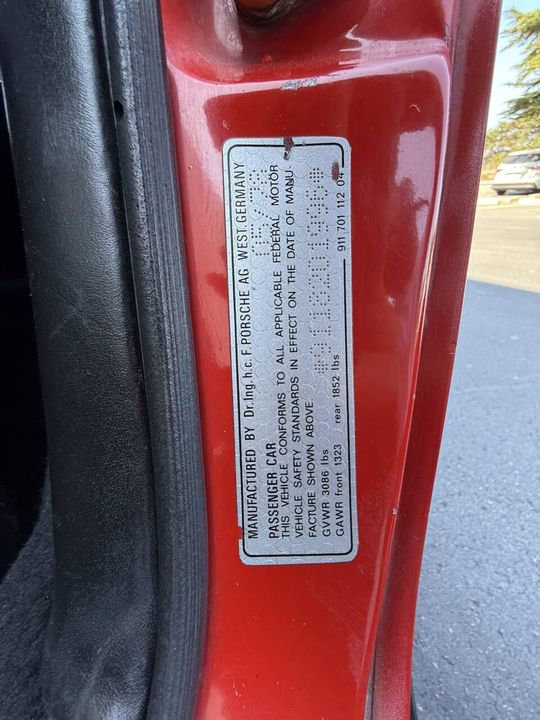 MANUFACTURED BY Dr.Ing.h.c.F.PORSCHE AG WEST GERMANY
PASSENGER CAR
THIS VEHICLE CONFORMS TO ALL APPLICABLE FEDERAL MOTOR
VEHICLE SAFETY STANDARDS IN EFFECT ON THE DATE OF MANU
FACTURE SHOWN ABOVE.
*9118201996*
GVWR 3086 lbs
GAWR front 1323 rear 1852 lbs 911 701 112 04